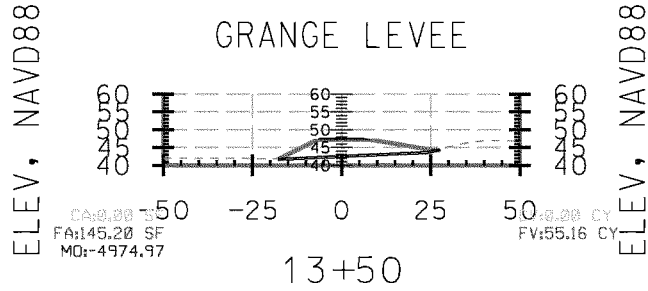 GRANGE LEVEE
ELEV, NAVD88
ELEV, NAVD88
60 60 60
55 55 55
50 50 50
45 45 45
40 40 40
-50 -25 0 25 50
CA:0.00 SF
CV:0.00 CY
FA:145.20 SF
FV:55.16 CY
MO:-4974.97
13+50